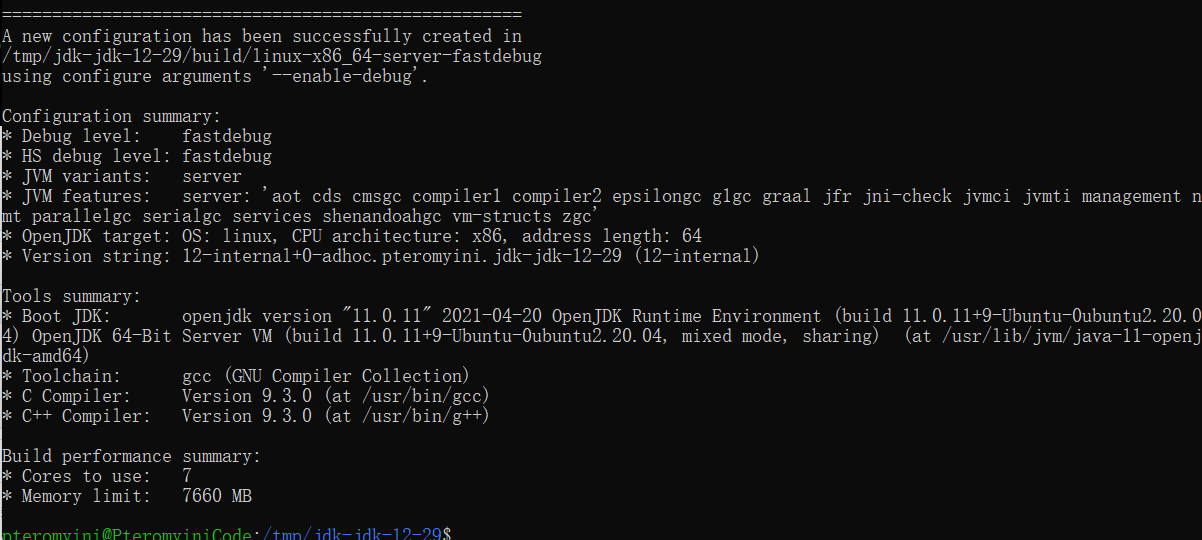 ==================================================
A new configuration has been successfully created in
/tmp/jdk-jdk-12-29/build/linux-x86_64-server-fastdebug
using configure arguments '--enable-debug'.

Configuration summary:
* Debug level:    fastdebug
* HS debug level: fastdebug
* JVM variants:   server
* JVM features:   server: 'aot cds cmsgc compiler1 compiler2 epsilongc g1gc graal jfr jni-check jvmci jvmti management n
mt parallelgc serialgc services shenandoahgc vm-structs zgc'
* OpenJDK target: OS: linux, CPU architecture: x86, address length: 64
* Version string: 12-internal+0-adhoc.pteromyini.jdk-jdk-12-29 (12-internal)

Tools summary:
* Boot JDK:       openjdk version "11.0.11" 2021-04-20 OpenJDK Runtime Environment (build 11.0.11+9-Ubuntu-0ubuntu2.20.0
4) OpenJDK 64-Bit Server VM (build 11.0.11+9-Ubuntu-0ubuntu2.20.04, mixed mode, sharing)  (at /usr/lib/jvm/java-11-openj
dk-amd64)
* Toolchain:      gcc (GNU Compiler Collection)
* C Compiler:     Version 9.3.0 (at /usr/bin/gcc)
* C++ Compiler:   Version 9.3.0 (at /usr/bin/g++)

Build performance summary:
* Cores to use:   7
* Memory limit:   7660 MB

pteromyini@PteromyiniCode:/tmp/jdk-jdk-12-29$